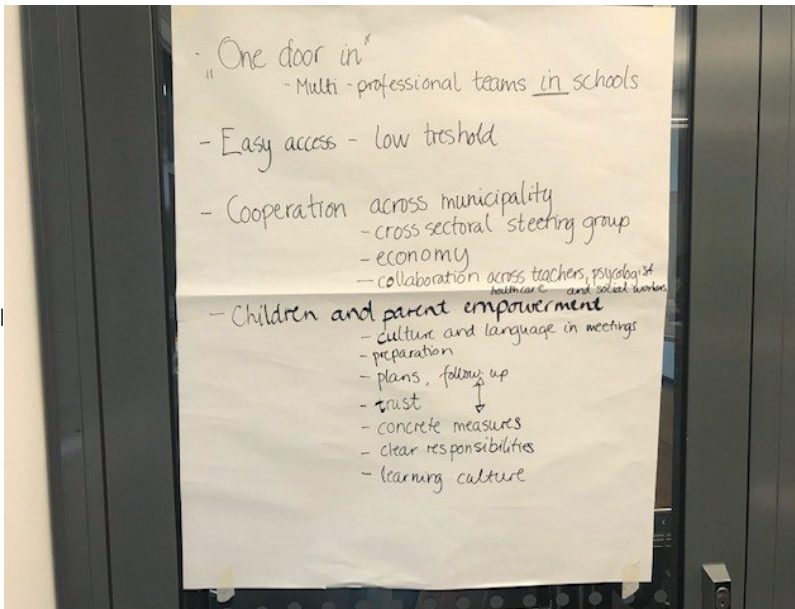 - "One door in"
- Multi-professional teams in schools
- Easy access - low treshold
- Cooperation across municipality
- cross sectoral steering group
- economy
- collaboration across teachers, psycologist
healthcare and social workers
- Children and parent empowerment
- culture and language in meetings
- preparation
- plans, follow up
- trust
- concrete measures
- clear responsibilities
- learning culture